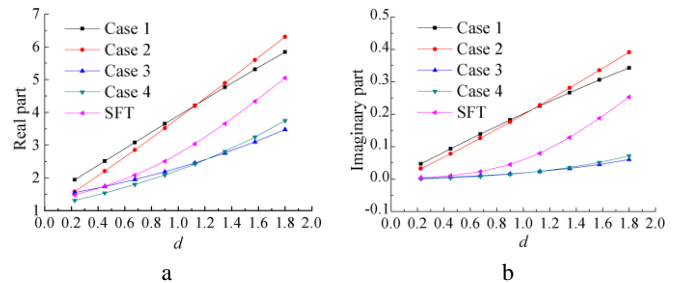 Real part
7
6
5
4
3
2
1
0.0 0.2 0.4 0.6 0.8 1.0 1.2 1.4 1.6 1.8 2.0
d
Case 1
Case 2
Case 3
Case 4
SFT
a
Imaginary part
0.5
0.4
0.3
0.2
0.1
0.0
-0.1
0.0 0.2 0.4 0.6 0.8 1.0 1.2 1.4 1.6 1.8 2.0
d
Case 1
Case 2
Case 3
Case 4
SFT
b